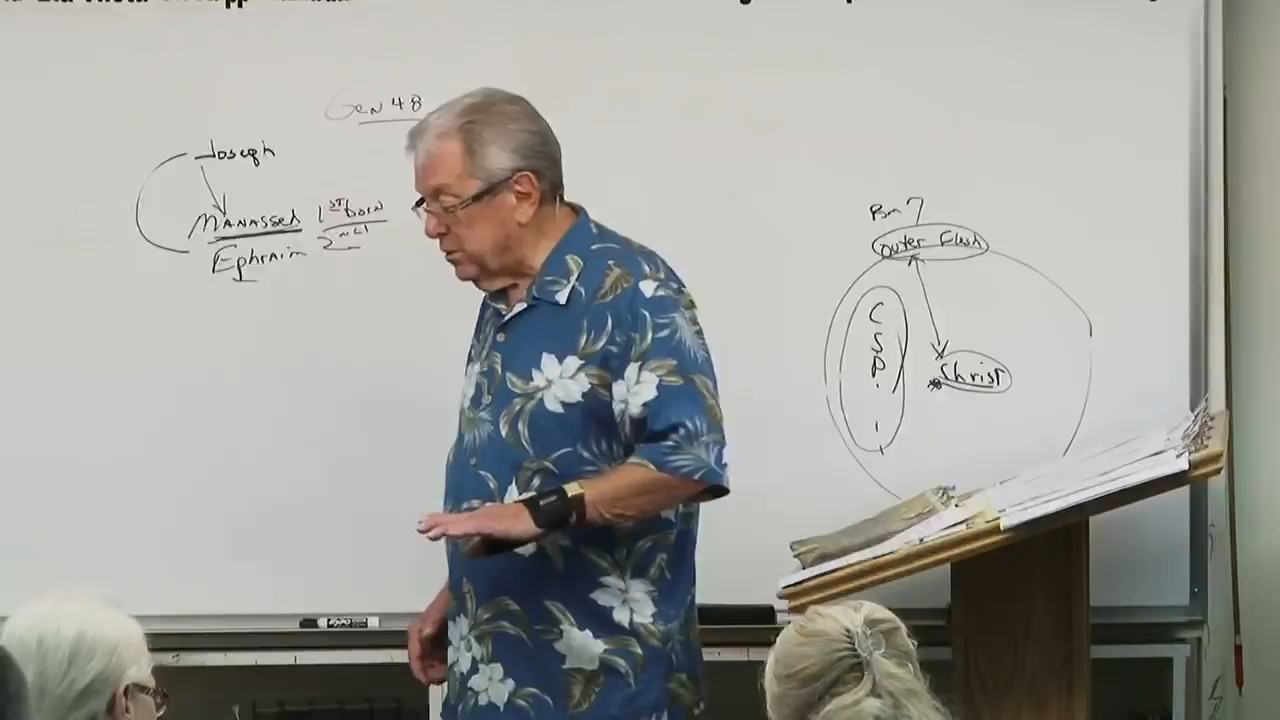 Gen 48
Joseph
MANASSEH 1ST born
Ephraim 2nd
Rm 7
outer Flesh
C
S
P.
Christ
EXPO